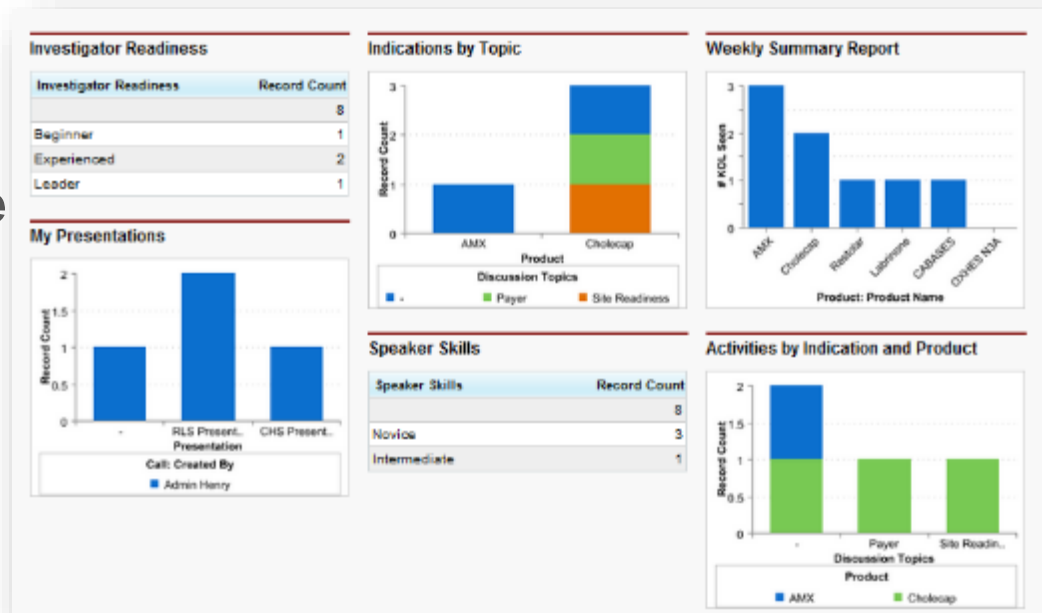 Investigator Readiness
Investigator Readiness Record Count
8
Beginner 1
Experienced 2
Leader 1
My Presentations
2
1.5
1
0.5
0
Record Count
- RLS Present.. CHS Present..
Presentation
Call: Created By
Admin Henry
Indications by Topic
3
2
1
0
Record Count
AMX Cholecap
Product
Discussion Topics
- Payer Site Readiness
Speaker Skills
Speaker Skills Record Count
8
Novice 3
Intermediate 1
Weekly Summary Report
3
2
1
0
# KOL Seen
AMX Cholecap Restolar Labrinone CABASES OXHES N3A
Product: Product Name
Activities by Indication and Product
2
1.5
1
0.5
0
Record Count
- Payer Site Readin..
Discussion Topics
Product
AMX Cholecap
e